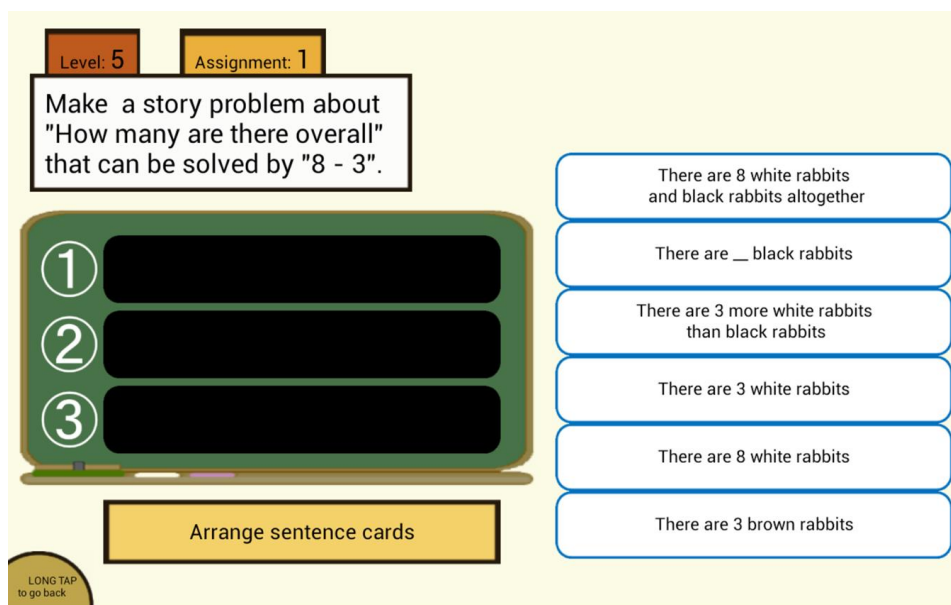 Level: 5
Assignment: 1
Make a story problem about
"How many are there overall"
that can be solved by "8 - 3".
1
2
3
Arrange sentence cards
LONG TAP
to go back
There are 8 white rabbits
and black rabbits altogether
There are __ black rabbits
There are 3 more white rabbits
than black rabbits
There are 3 white rabbits
There are 8 white rabbits
There are 3 brown rabbits